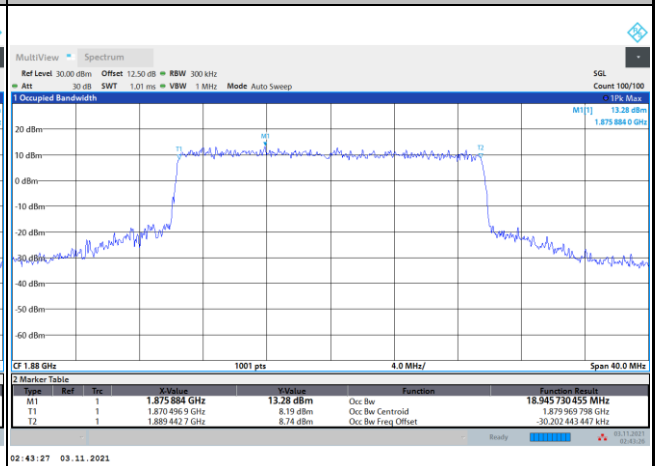 MultiView Spectrum
Ref Level 30.00 dBm Offset 12.50 dB RBW 300 kHz SGL
Att 30 dB SWT 1.01 ms VBW 1 MHz Mode Auto Sweep Count 100/100
1 Occupied Bandwidth 1Pk Max
M1[1] 13.28 dBm
1.875 884 0 GHz
M1
T1
T2
20 dBm
10 dBm
0 dBm
-10 dBm
-20 dBm
-30 dBm
-40 dBm
-50 dBm
-60 dBm
CF 1.88 GHz 1001 pts 4.0 MHz/ Span 40.0 MHz
2 Marker Table
Type Ref Trc X-Value Y-Value Function Function Result
M1 1 1.875 884 GHz 13.28 dBm Occ Bw 18.945 730 455 MHz
T1 1 1.870 496 9 GHz 8.19 dBm Occ Bw Centroid 1.879 969 798 GHz
T2 1 1.889 442 7 GHz 8.74 dBm Occ Bw Freq Offset -30.202 443 447 kHz
Ready 03.11.2021
02:43:26
02:43:27 03.11.2021